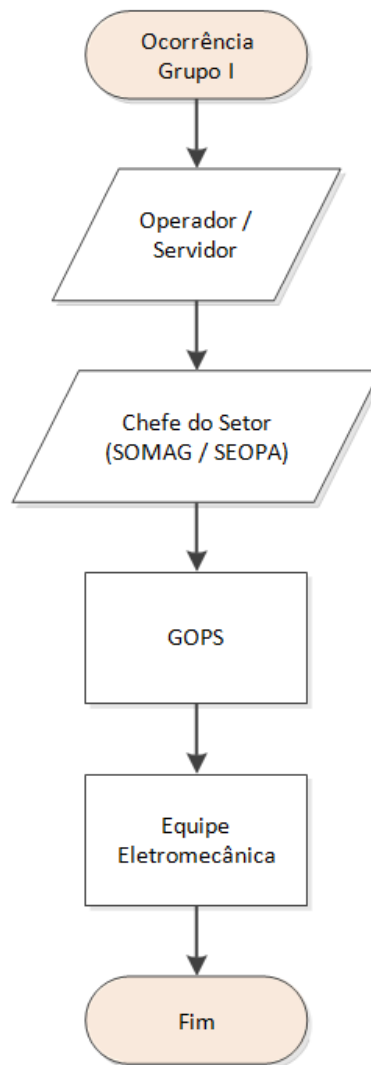 Ocorrência
Grupo I
Operador /
Servidor
Chefe do Setor
(SOMAG / SEOPA)
GOPS
Equipe
Eletromecânica
Fim